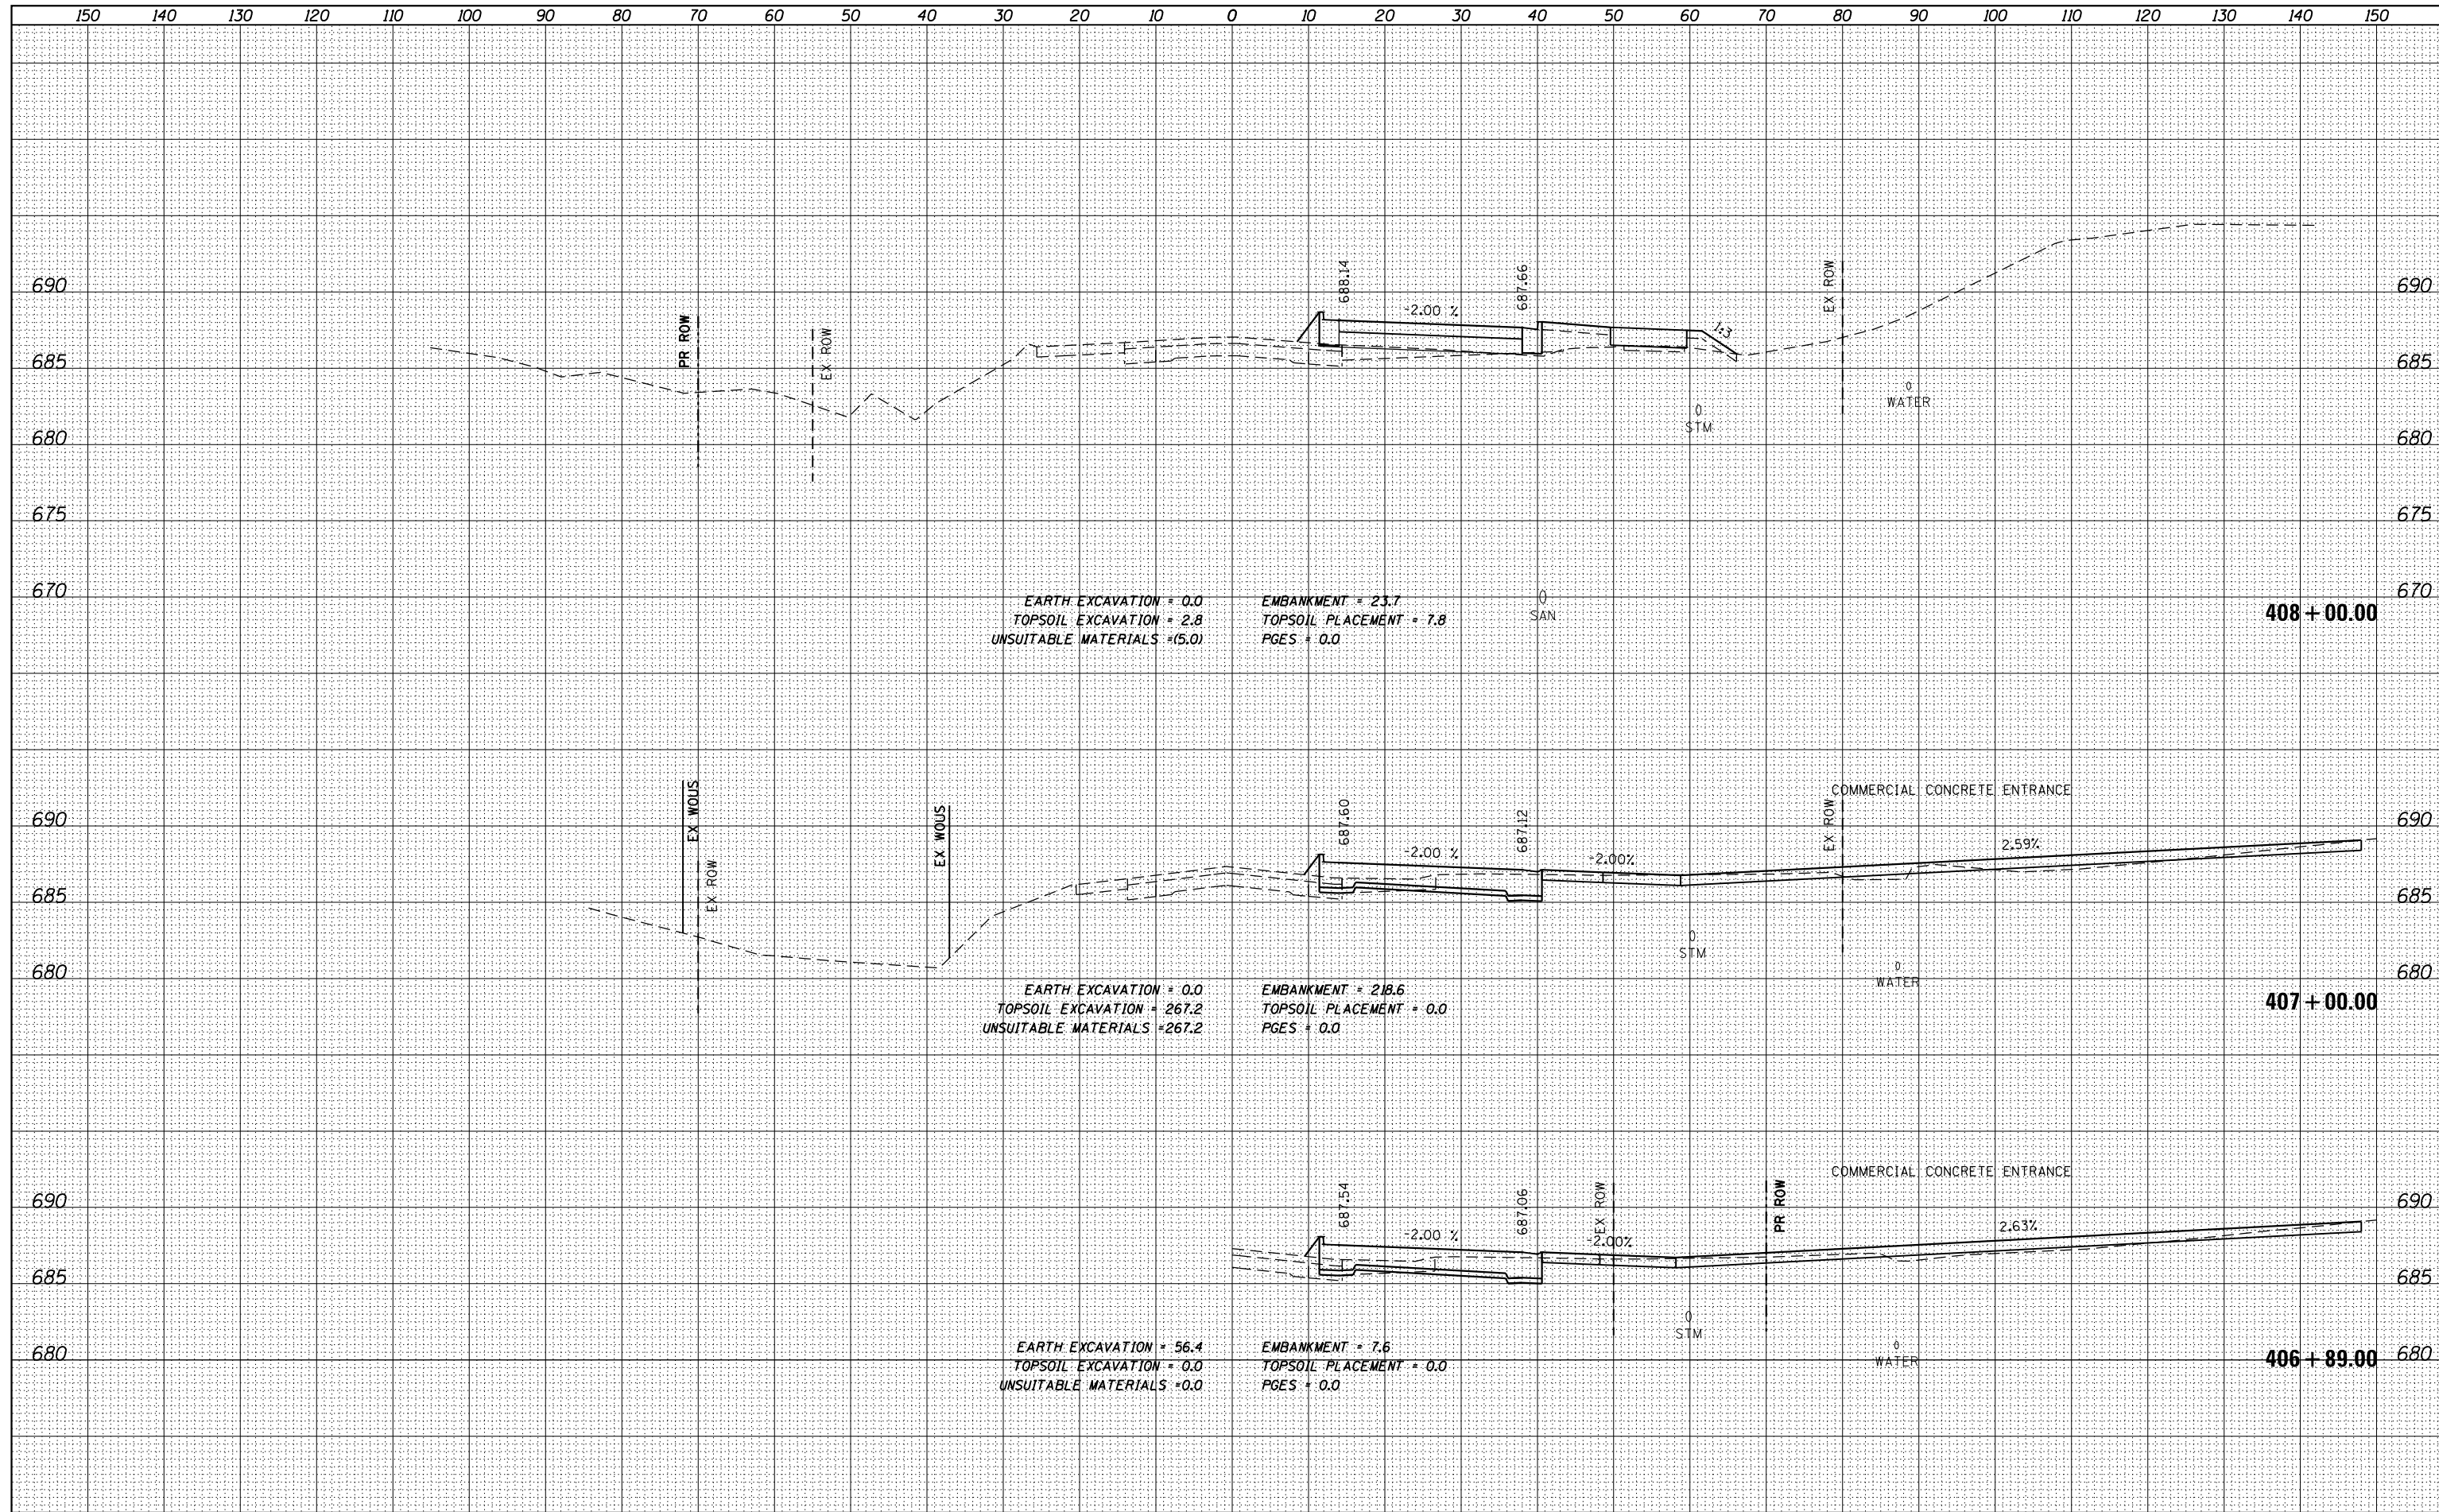 150 140 130 120 110 100 90 80 70 60 50 40 30 20 10 0 10 20 30 40 50 60 70 80 90 100 110 120 130 140 150
688.14
687.66
EX ROW
690 690
-2.00 %
PR ROW
EX ROW
1:3
685 685
0
WATER
0
STM
680 680
675 675
670 670
EARTH EXCAVATION = 0.0 EMBANKMENT = 23.7
TOPSOIL EXCAVATION = 2.8 TOPSOIL PLACEMENT = 7.8
UNSUITABLE MATERIALS =(5.0) PGES = 0.0
0
SAN
408 + 00.00
COMMERCIAL CONCRETE ENTRANCE
EX WOUS
EX WOUS
687.60
687.12
EX ROW
690 690
-2.00 %
-2.00%
2.59%
EX ROW
685 685
0
STM
0
WATER
680 680
EARTH EXCAVATION = 0.0 EMBANKMENT = 218.6
TOPSOIL EXCAVATION = 267.2 TOPSOIL PLACEMENT = 0.0
UNSUITABLE MATERIALS =267.2 PGES = 0.0
407 + 00.00
COMMERCIAL CONCRETE ENTRANCE
687.54
687.06
EX ROW
PR ROW
690 690
-2.00 %
-2.00%
2.63%
685 685
0
STM
0
WATER
680 680
EARTH EXCAVATION = 56.4 EMBANKMENT = 7.6
TOPSOIL EXCAVATION = 0.0 TOPSOIL PLACEMENT = 0.0
UNSUITABLE MATERIALS =0.0 PGES = 0.0
406 + 89.00